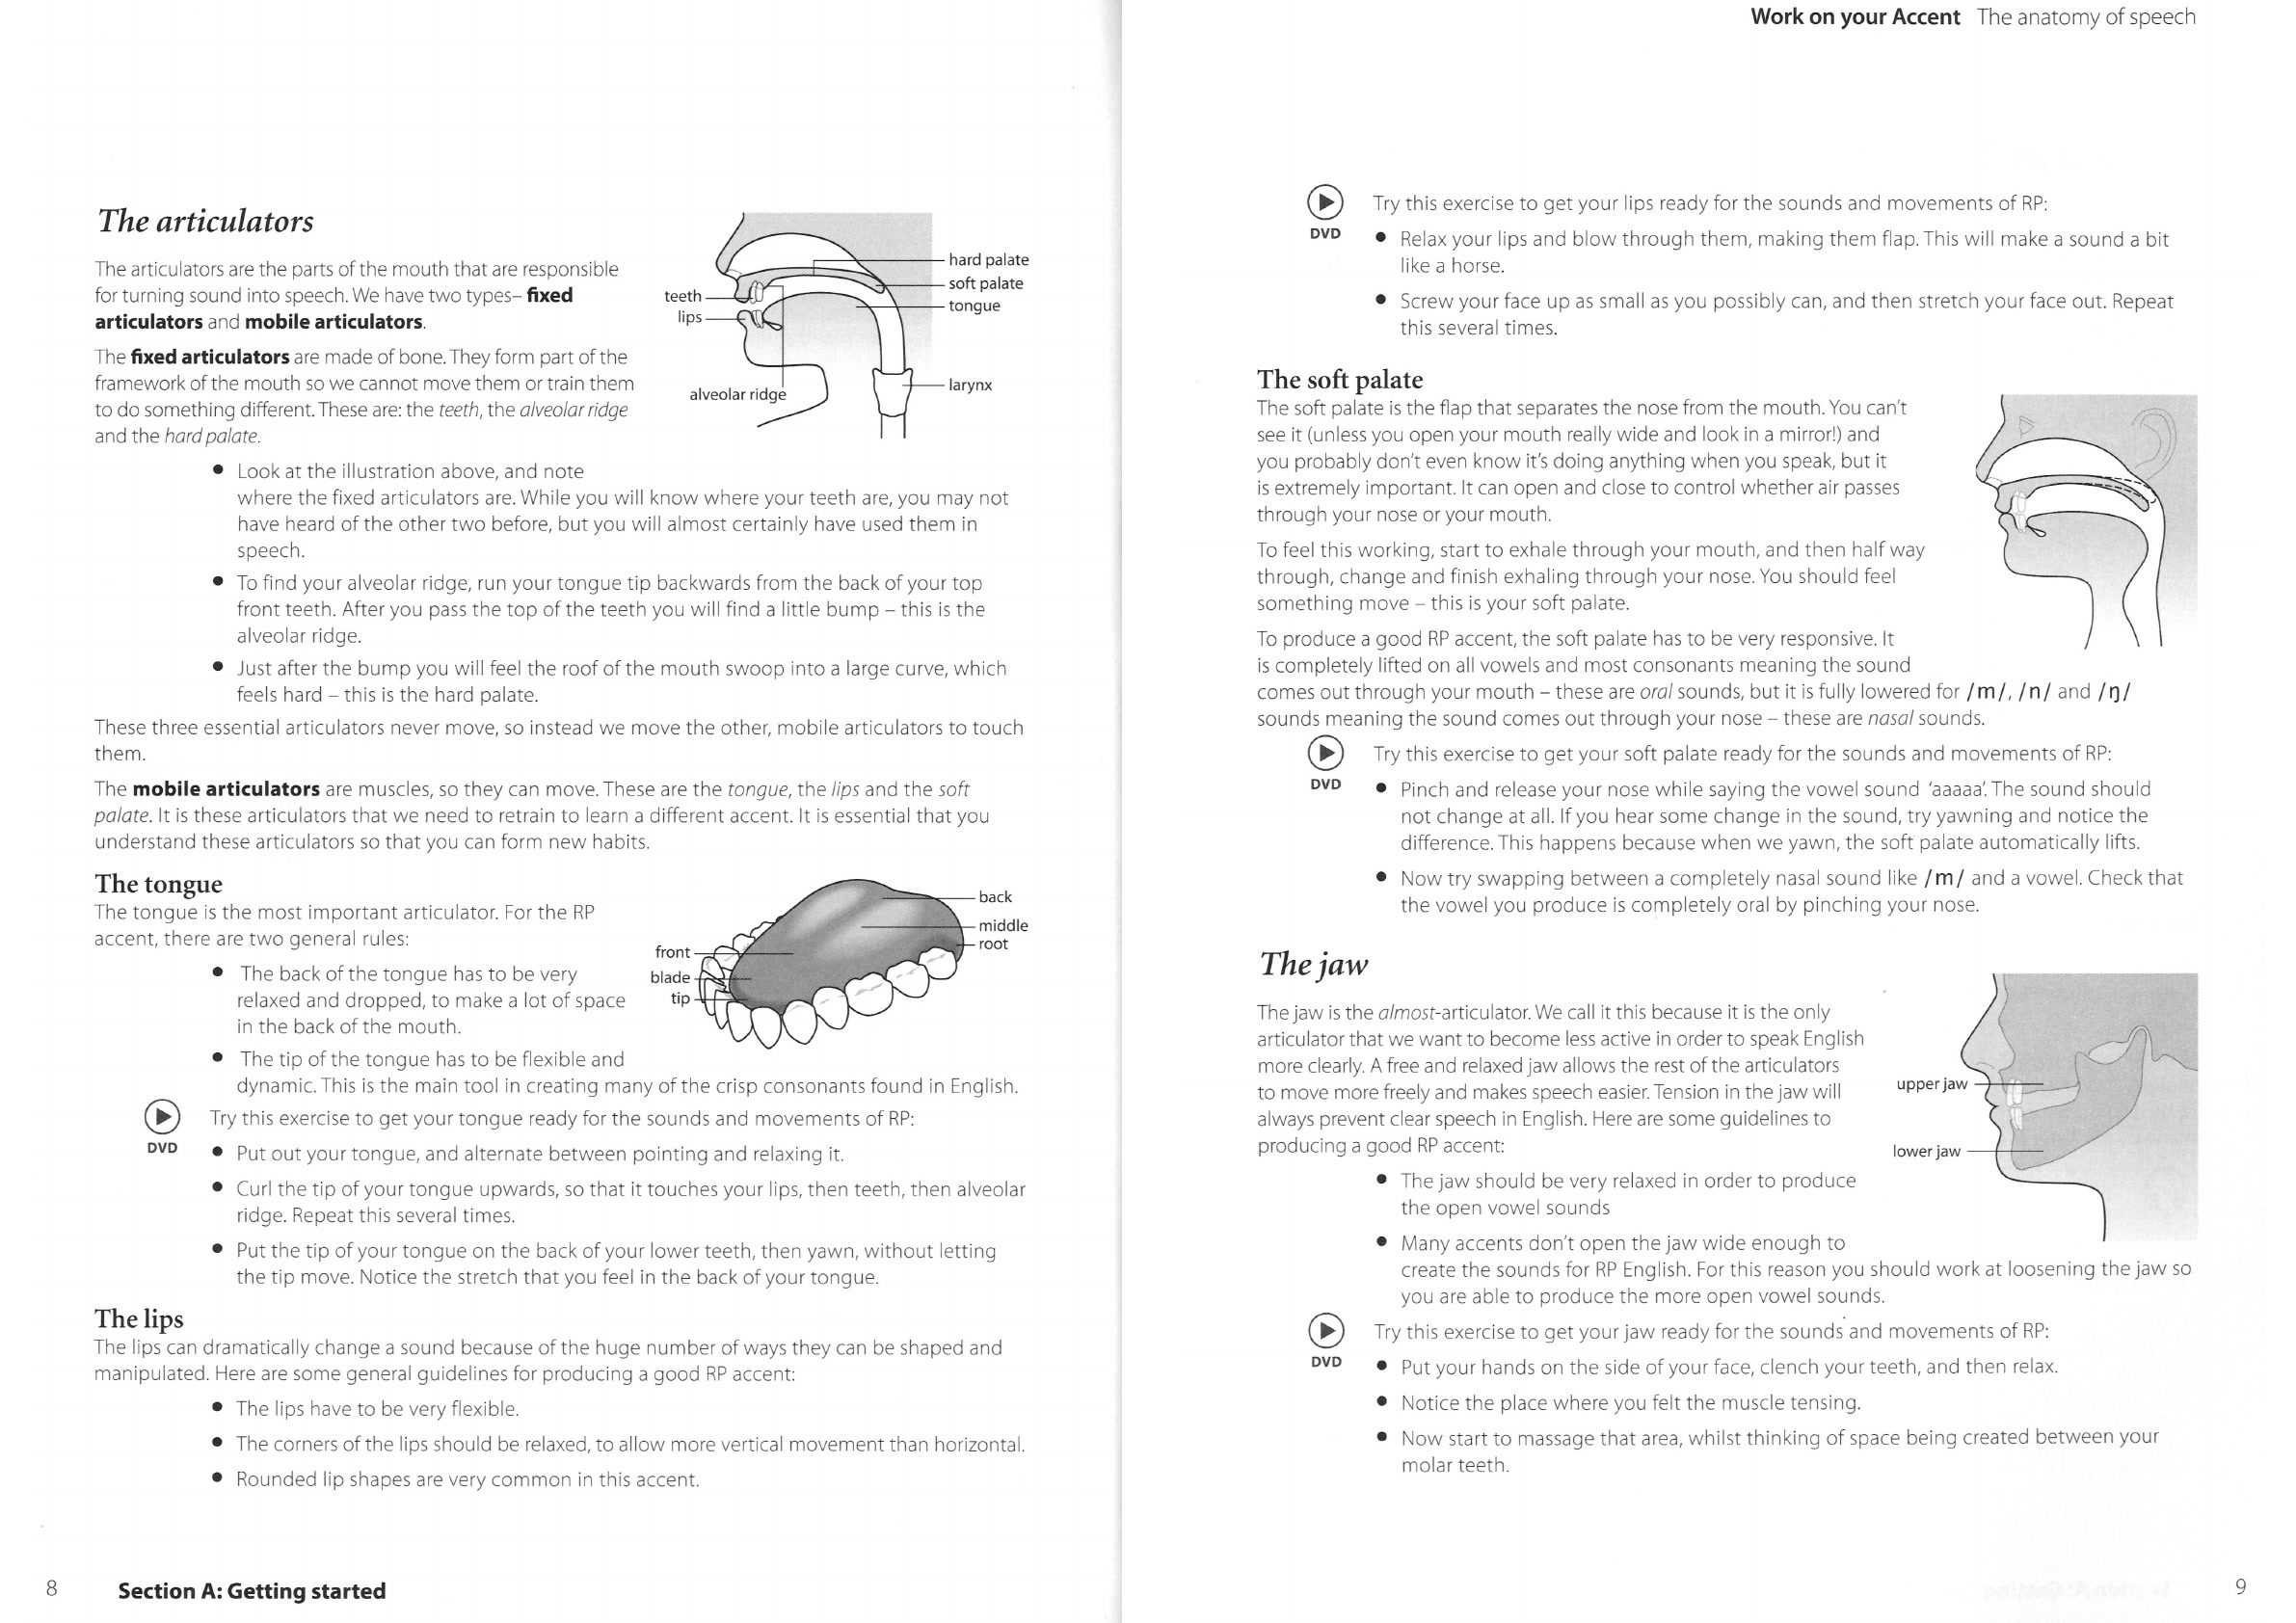 The articulators
The articulators are the parts of the mouth that are responsible
for turning sound into speech. We have two types– fixed
articulators and mobile articulators.
The fixed articulators are made of bone. They form part of the
framework of the mouth so we cannot move them or train them
to do something different. These are: the teeth, the alveolar ridge
and the hard palate.
hard palate
soft palate
teeth
tongue
lips
larynx
alveolar ridge
• Look at the illustration above, and note
where the fixed articulators are. While you will know where your teeth are, you may not
have heard of the other two before, but you will almost certainly have used them in
speech.
• To find your alveolar ridge, run your tongue tip backwards from the back of your top
front teeth. After you pass the top of the teeth you will find a little bump – this is the
alveolar ridge.
• Just after the bump you will feel the roof of the mouth swoop into a large curve, which
feels hard – this is the hard palate.
These three essential articulators never move, so instead we move the other, mobile articulators to touch
them.
The mobile articulators are muscles, so they can move. These are the tongue, the lips and the soft
palate. It is these articulators that we need to retrain to learn a different accent. It is essential that you
understand these articulators so that you can form new habits.
The tongue
The tongue is the most important articulator. For the RP
accent, there are two general rules:
• The back of the tongue has to be very
relaxed and dropped, to make a lot of space
in the back of the mouth.
• The tip of the tongue has to be flexible and
dynamic. This is the main tool in creating many of the crisp consonants found in English.
back
middle
root
front
blade
tip
DVD
Try this exercise to get your tongue ready for the sounds and movements of RP:
• Put out your tongue, and alternate between pointing and relaxing it.
• Curl the tip of your tongue upwards, so that it touches your lips, then teeth, then alveolar
ridge. Repeat this several times.
• Put the tip of your tongue on the back of your lower teeth, then yawn, without letting
the tip move. Notice the stretch that you feel in the back of your tongue.
The lips
The lips can dramatically change a sound because of the huge number of ways they can be shaped and
manipulated. Here are some general guidelines for producing a good RP accent:
• The lips have to be very flexible.
• The corners of the lips should be relaxed, to allow more vertical movement than horizontal.
• Rounded lip shapes are very common in this accent.
8 Section A: Getting started
Work on your Accent The anatomy of speech
DVD
Try this exercise to get your lips ready for the sounds and movements of RP:
• Relax your lips and blow through them, making them flap. This will make a sound a bit
like a horse.
• Screw your face up as small as you possibly can, and then stretch your face out. Repeat
this several times.
The soft palate
The soft palate is the flap that separates the nose from the mouth. You can't
see it (unless you open your mouth really wide and look in a mirror!) and
you probably don't even know it's doing anything when you speak, but it
is extremely important. It can open and close to control whether air passes
through your nose or your mouth.
To feel this working, start to exhale through your mouth, and then half way
through, change and finish exhaling through your nose. You should feel
something move – this is your soft palate.
To produce a good RP accent, the soft palate has to be very responsive. It
is completely lifted on all vowels and most consonants meaning the sound
comes out through your mouth – these are oral sounds, but it is fully lowered for /m/, /n/ and /ŋ/
sounds meaning the sound comes out through your nose – these are nasal sounds.
DVD
Try this exercise to get your soft palate ready for the sounds and movements of RP:
• Pinch and release your nose while saying the vowel sound 'aaaaa'. The sound should
not change at all. If you hear some change in the sound, try yawning and notice the
difference. This happens because when we yawn, the soft palate automatically lifts.
• Now try swapping between a completely nasal sound like /m/ and a vowel. Check that
the vowel you produce is completely oral by pinching your nose.
The jaw
The jaw is the almost-articulator. We call it this because it is the only
articulator that we want to become less active in order to speak English
more clearly. A free and relaxed jaw allows the rest of the articulators
to move more freely and makes speech easier. Tension in the jaw will
always prevent clear speech in English. Here are some guidelines to
producing a good RP accent:
upper jaw
lower jaw
• The jaw should be very relaxed in order to produce
the open vowel sounds
• Many accents don't open the jaw wide enough to
create the sounds for RP English. For this reason you should work at loosening the jaw so
you are able to produce the more open vowel sounds.
DVD
Try this exercise to get your jaw ready for the sounds and movements of RP:
• Put your hands on the side of your face, clench your teeth, and then relax.
• Notice the place where you felt the muscle tensing.
• Now start to massage that area, whilst thinking of space being created between your
molar teeth.
9